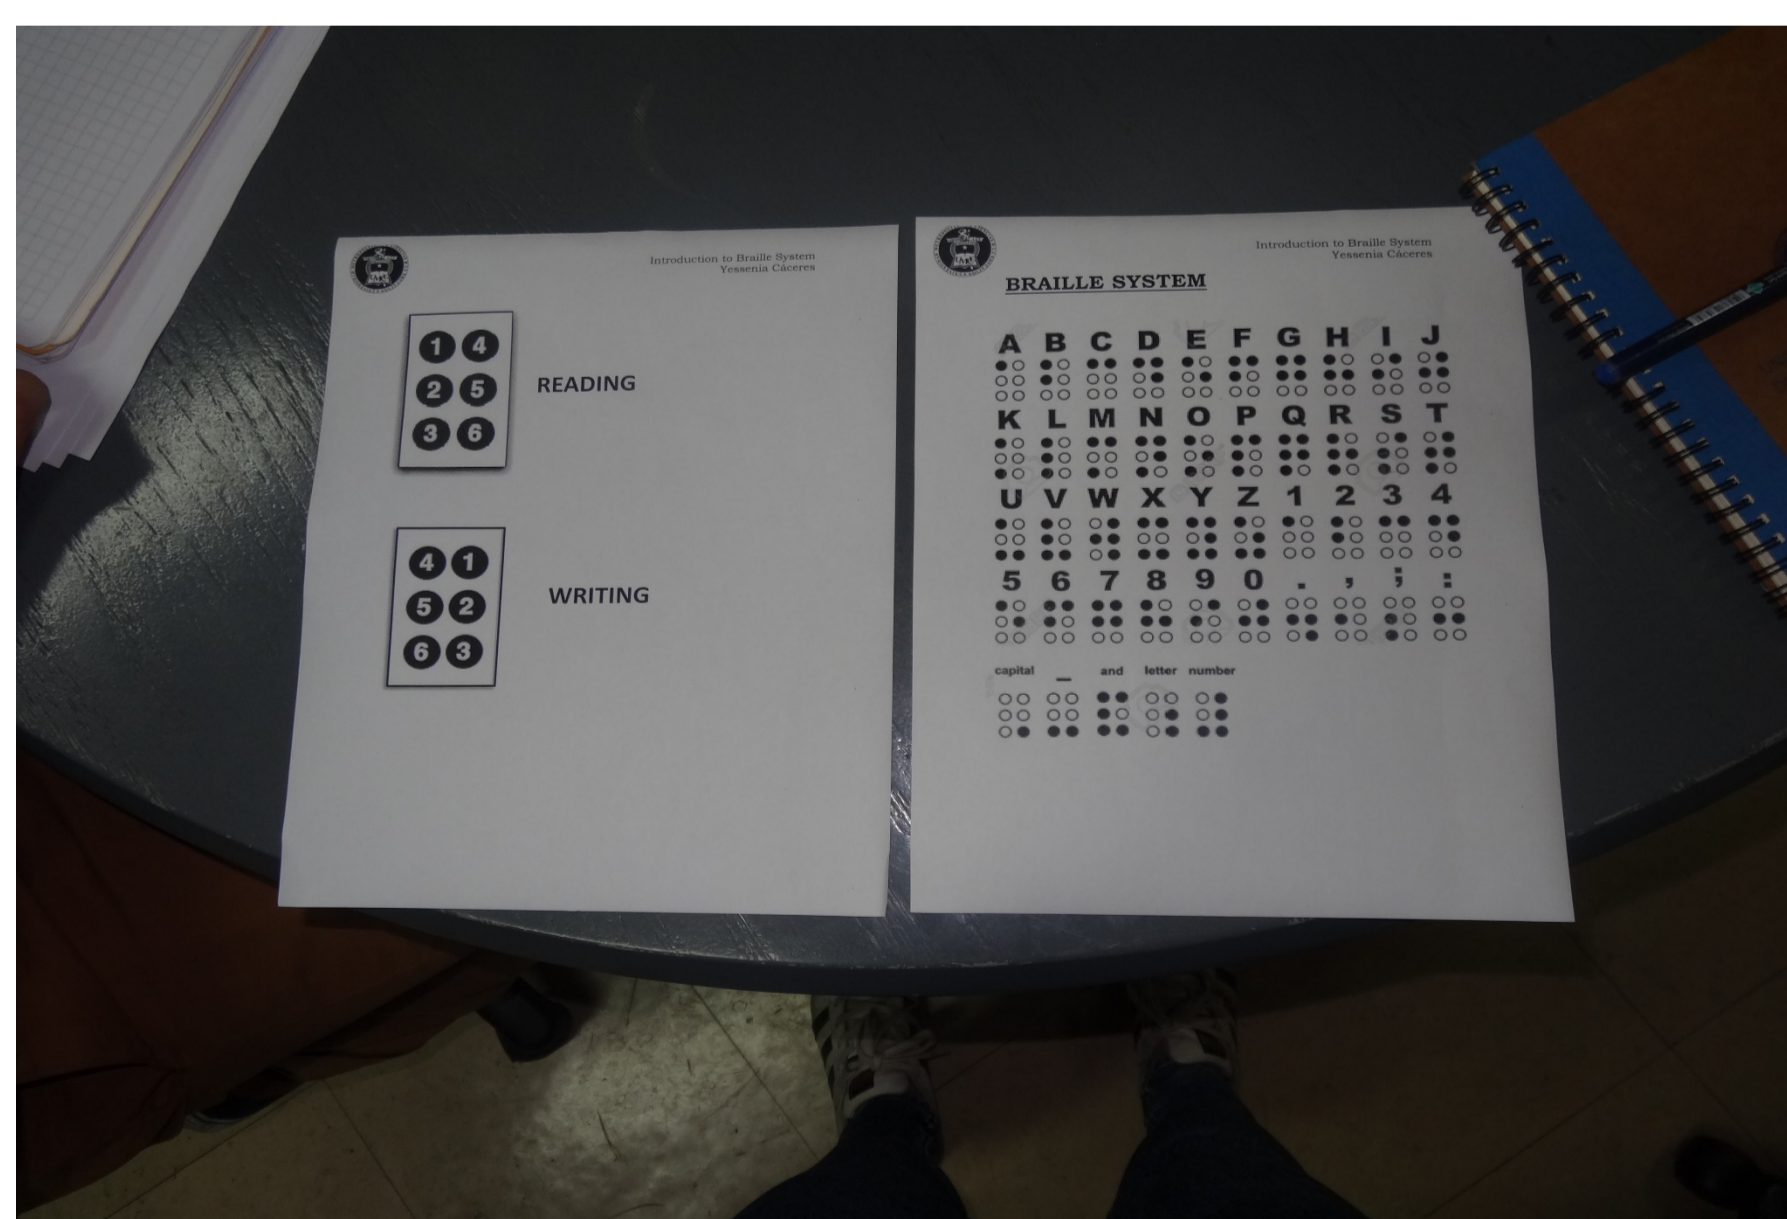 Introduction to Braille System
Yessenia Cáceres
1 4
2 5
3 6
READING
4 1
5 2
6 3
WRITING
Introduction to Braille System
Yessenia Cáceres
BRAILLE SYSTEM
A B C D E F G H I J
K L M N O P Q R S T
U V W X Y Z 1 2 3 4
5 6 7 8 9 0 . , ; :
capital _ and letter number